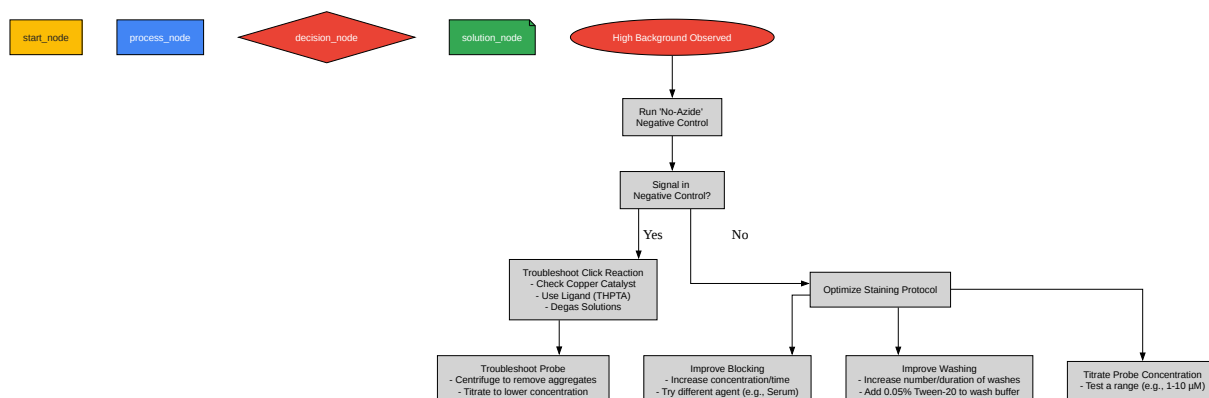 start_node
process_node
decision_node
solution_node
High Background Observed
Run 'No-Azide'
Negative Control
Signal in
Negative Control?
Yes
No
Troubleshoot Click Reaction
- Check Copper Catalyst
- Use Ligand (THPTA)
- Degas Solutions
Optimize Staining Protocol
Troubleshoot Probe
- Centrifuge to remove aggregates
- Titrate to lower concentration
Improve Blocking
- Increase concentration/time
- Try different agent (e.g., Serum)
Improve Washing
- Increase number/duration of washes
- Add 0.05% Tween-20 to wash buffer
Titrate Probe Concentration
- Test a range (e.g., 1-10 µM)